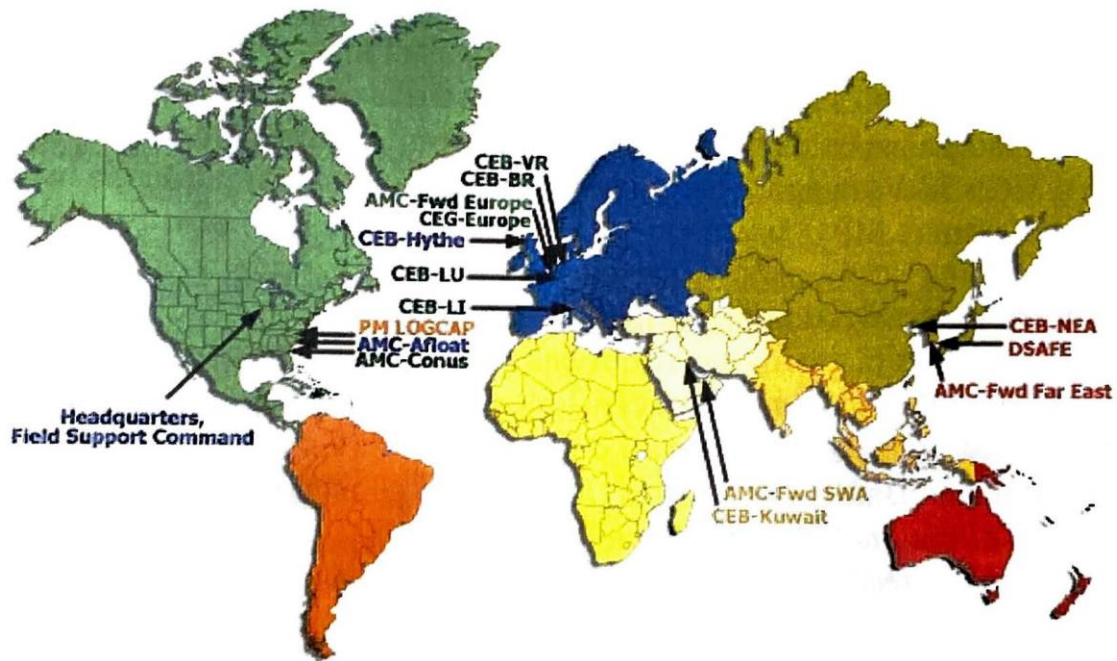 CEB-VR
CEB-BR
AMC-Fwd Europe
CEG-Europe
CEB-Hythe
CEB-LU
CEB-LI
PM LOGCAP
AMC-Afloat
AMC-Conus
Headquarters,
Field Support Command
CEB-NEA
DSAFE
AMC-Fwd Far East
AMC-Fwd SWA
CEB-Kuwait